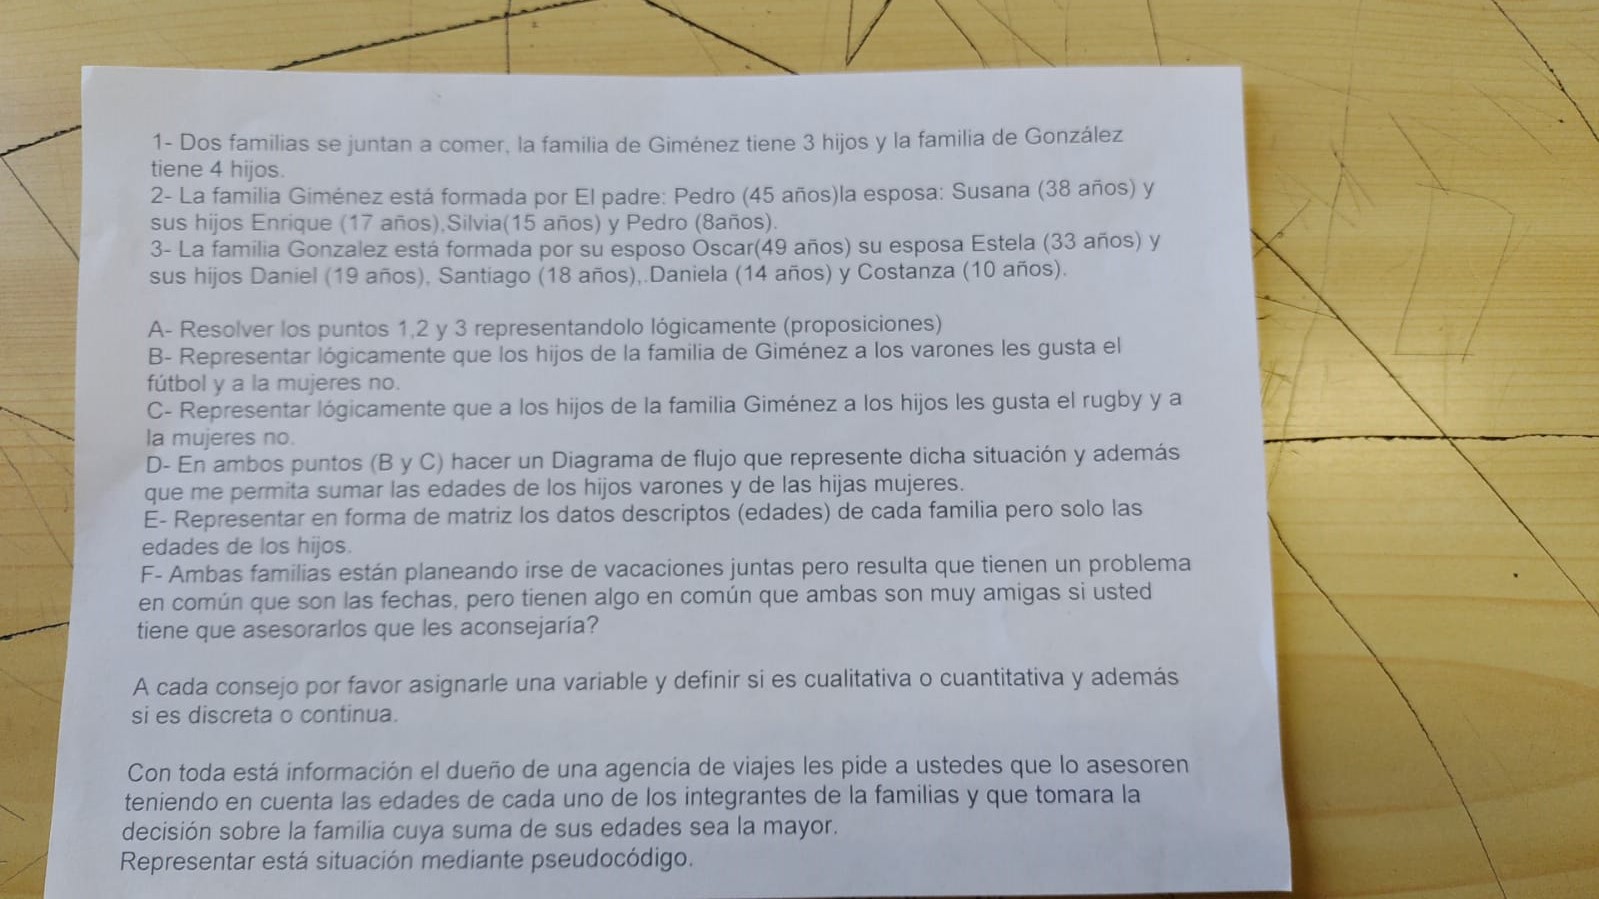 1- Dos familias se juntan a comer, la familia de Giménez tiene 3 hijos y la familia de González
tiene 4 hijos.
2- La familia Giménez está formada por El padre: Pedro (45 años)la esposa: Susana (38 años) y
sus hijos Enrique (17 años),Silvia(15 años) y Pedro (8años).
3- La familia Gonzalez está formada por su esposo Oscar(49 años) su esposa Estela (33 años) y
sus hijos Daniel (19 años), Santiago (18 años),.Daniela (14 años) y Costanza (10 años).
A- Resolver los puntos 1,2 y 3 representandolo lógicamente (proposiciones)
B- Representar lógicamente que los hijos de la familia de Giménez a los varones les gusta el
fútbol y a la mujeres no.
C- Representar lógicamente que a los hijos de la familia Giménez a los hijos les gusta el rugby y a
la mujeres no.
D- En ambos puntos (B y C) hacer un Diagrama de flujo que represente dicha situación y además
que me permita sumar las edades de los hijos varones y de las hijas mujeres.
E- Representar en forma de matriz los datos descriptos (edades) de cada familia pero solo las
edades de los hijos.
F- Ambas familias están planeando irse de vacaciones juntas pero resulta que tienen un problema
en común que son las fechas, pero tienen algo en común que ambas son muy amigas si usted
tiene que asesorarlos que les aconsejaría?
A cada consejo por favor asignarle una variable y definir si es cualitativa o cuantitativa y además
si es discreta o continua.
Con toda está información el dueño de una agencia de viajes les pide a ustedes que lo asesoren
teniendo en cuenta las edades de cada uno de los integrantes de la familias y que tomara la
decisión sobre la familia cuya suma de sus edades sea la mayor.
Representar está situación mediante pseudocódigo.